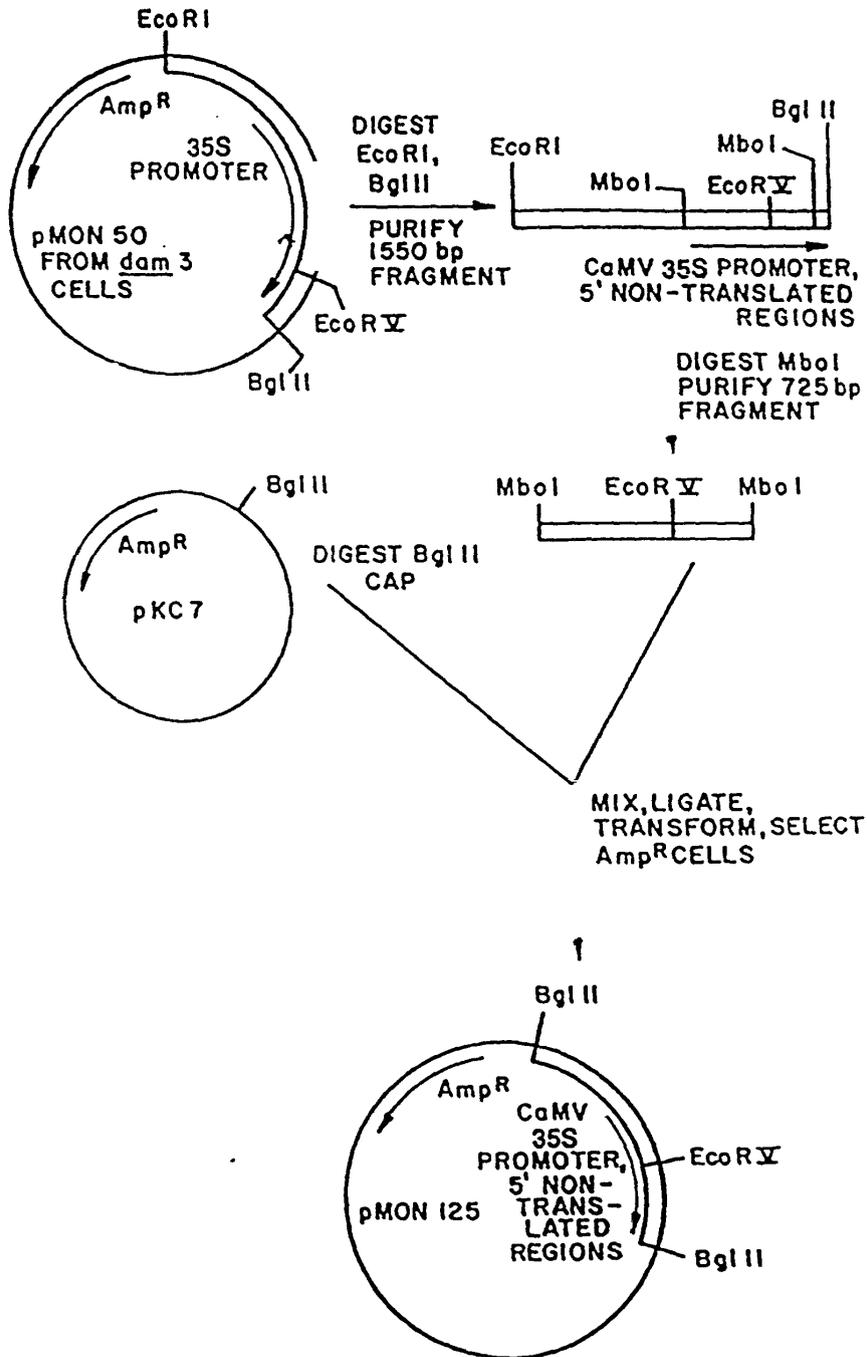 EcoRI
AmpR
35S
PROMOTER
pMON 50
FROM dam 3
CELLS
EcoRV
BglII
DIGEST
EcoRI,
BglII
PURIFY
1550 bp
FRAGMENT
EcoRI
MboI
EcoRV
MboI
BglII
CaMV 35S PROMOTER,
5' NON-TRANSLATED
REGIONS
DIGEST MboI
PURIFY 725 bp
FRAGMENT
BglII
AmpR
pKC7
DIGEST BglII
CAP
MboI
EcoRV
MboI
MIX, LIGATE,
TRANSFORM, SELECT
AmpR CELLS
BglII
AmpR
CaMV
35S
PROMOTER,
5' NON-
TRANS-
LATED
REGIONS
pMON 125
EcoRV
BglII